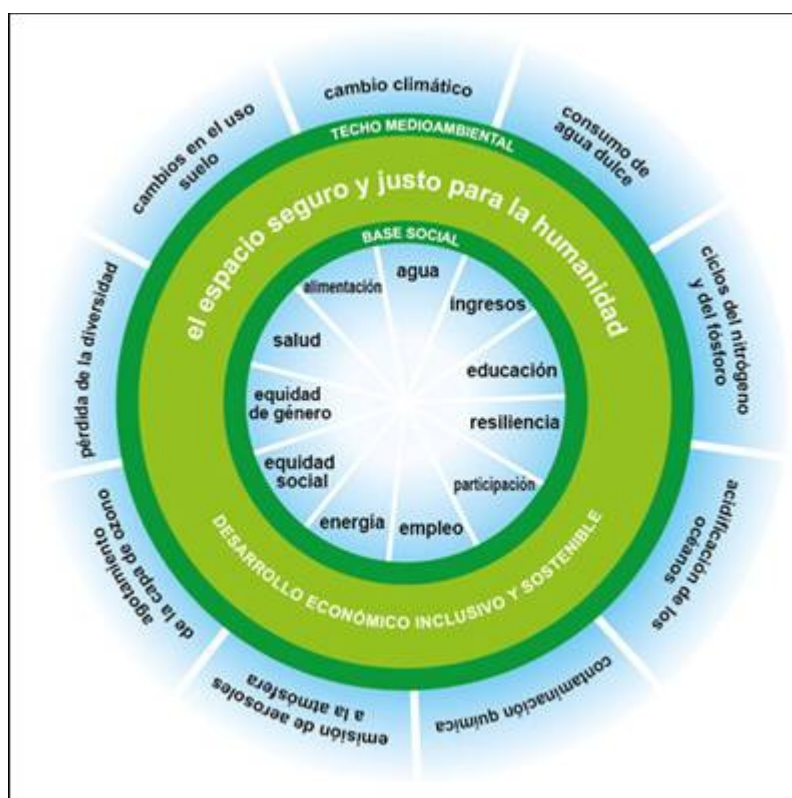 cambio climático
consumo de
agua dulce
ciclos del nitrógeno
y del fósforo
acidificación de los
océanos
contaminación química
emisión de aerosoles
a la atmósfera
agotamiento
de la capa de ozono
pérdida de la diversidad
cambios en el uso
suelo
TECHO MEDIOAMBIENTAL
el espacio seguro y justo para la humanidad
BASE SOCIAL
agua
ingresos
educación
resiliencia
participación
empleo
energía
equidad
social
equidad
de género
salud
alimentación
DESARROLLO ECONÓMICO INCLUSIVO Y SOSTENIBLE